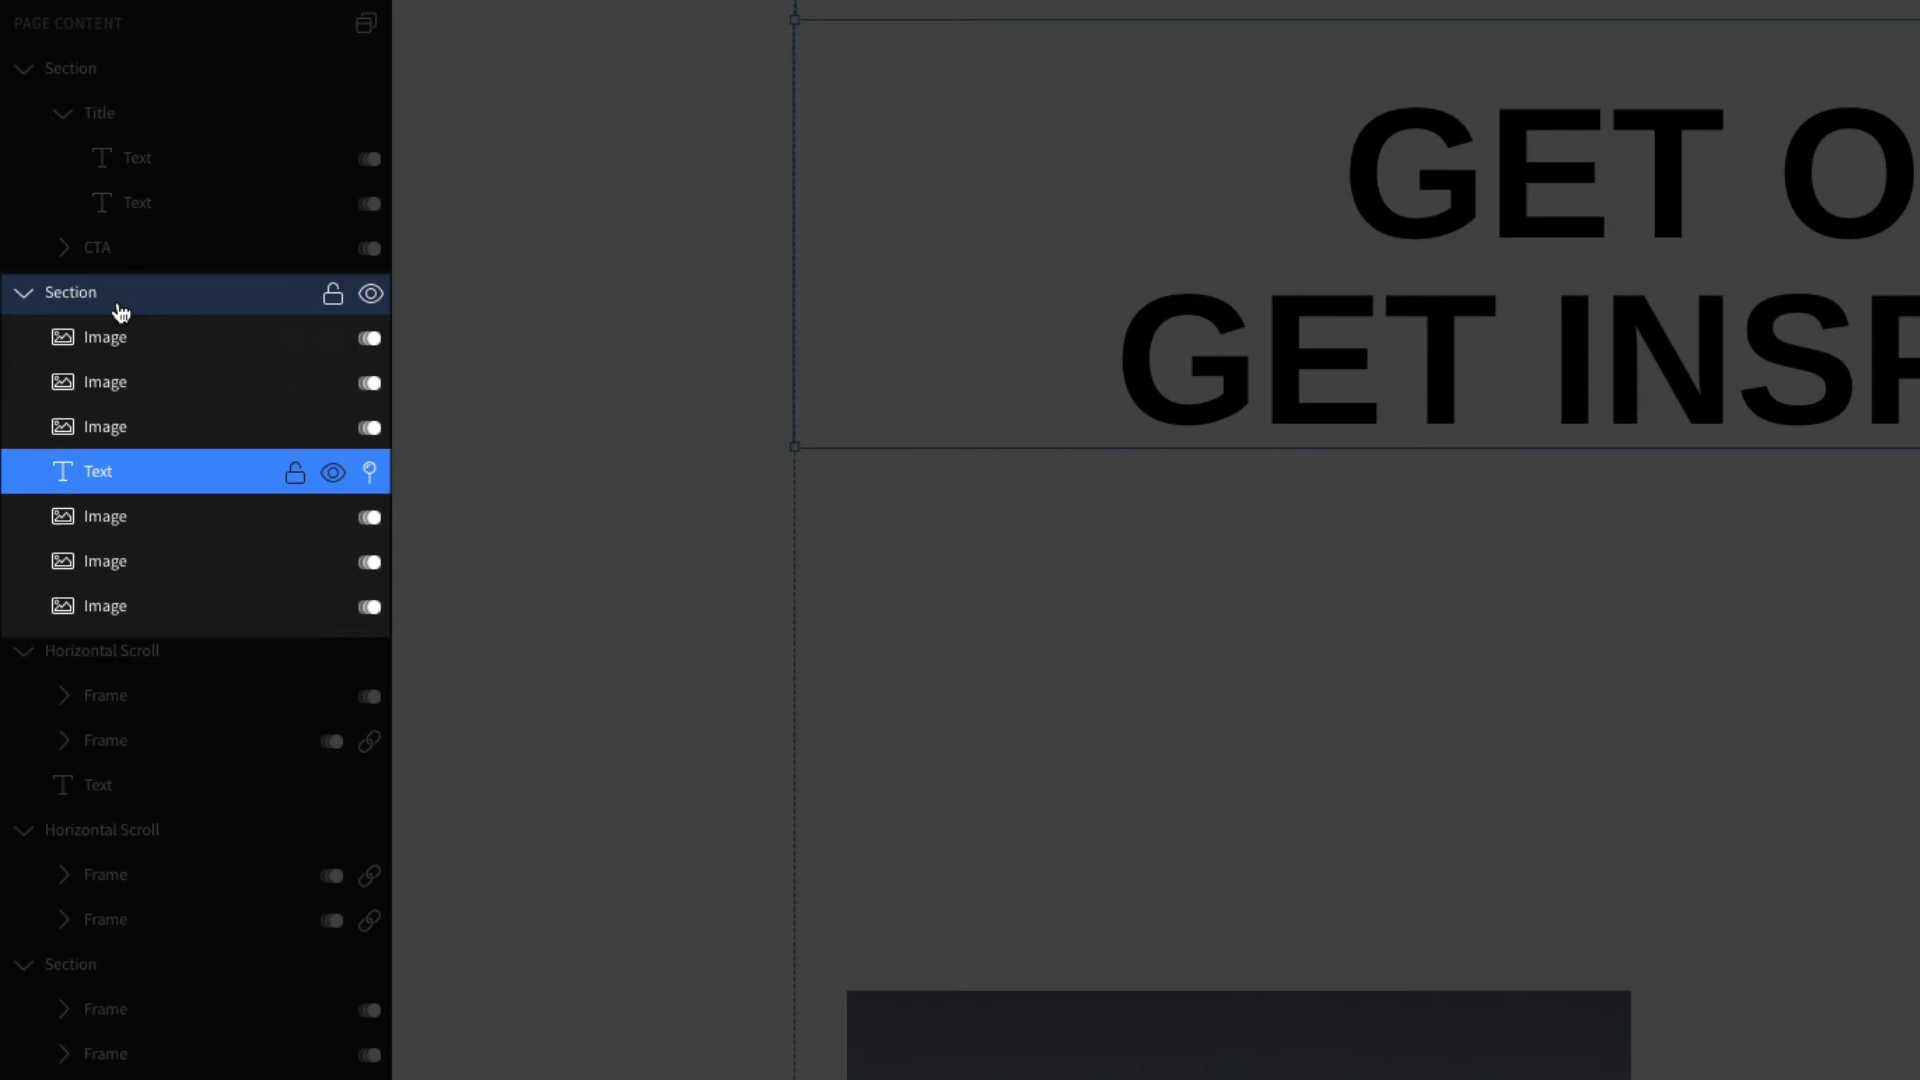 PAGE CONTENT
Section
Title
Text
Text
CTA
Section
Image
Image
Image
Text
Image
Image
Image
Horizontal Scroll
Frame
Frame
Text
Horizontal Scroll
Frame
Frame
Section
Frame
Frame
GET O
GET INSP